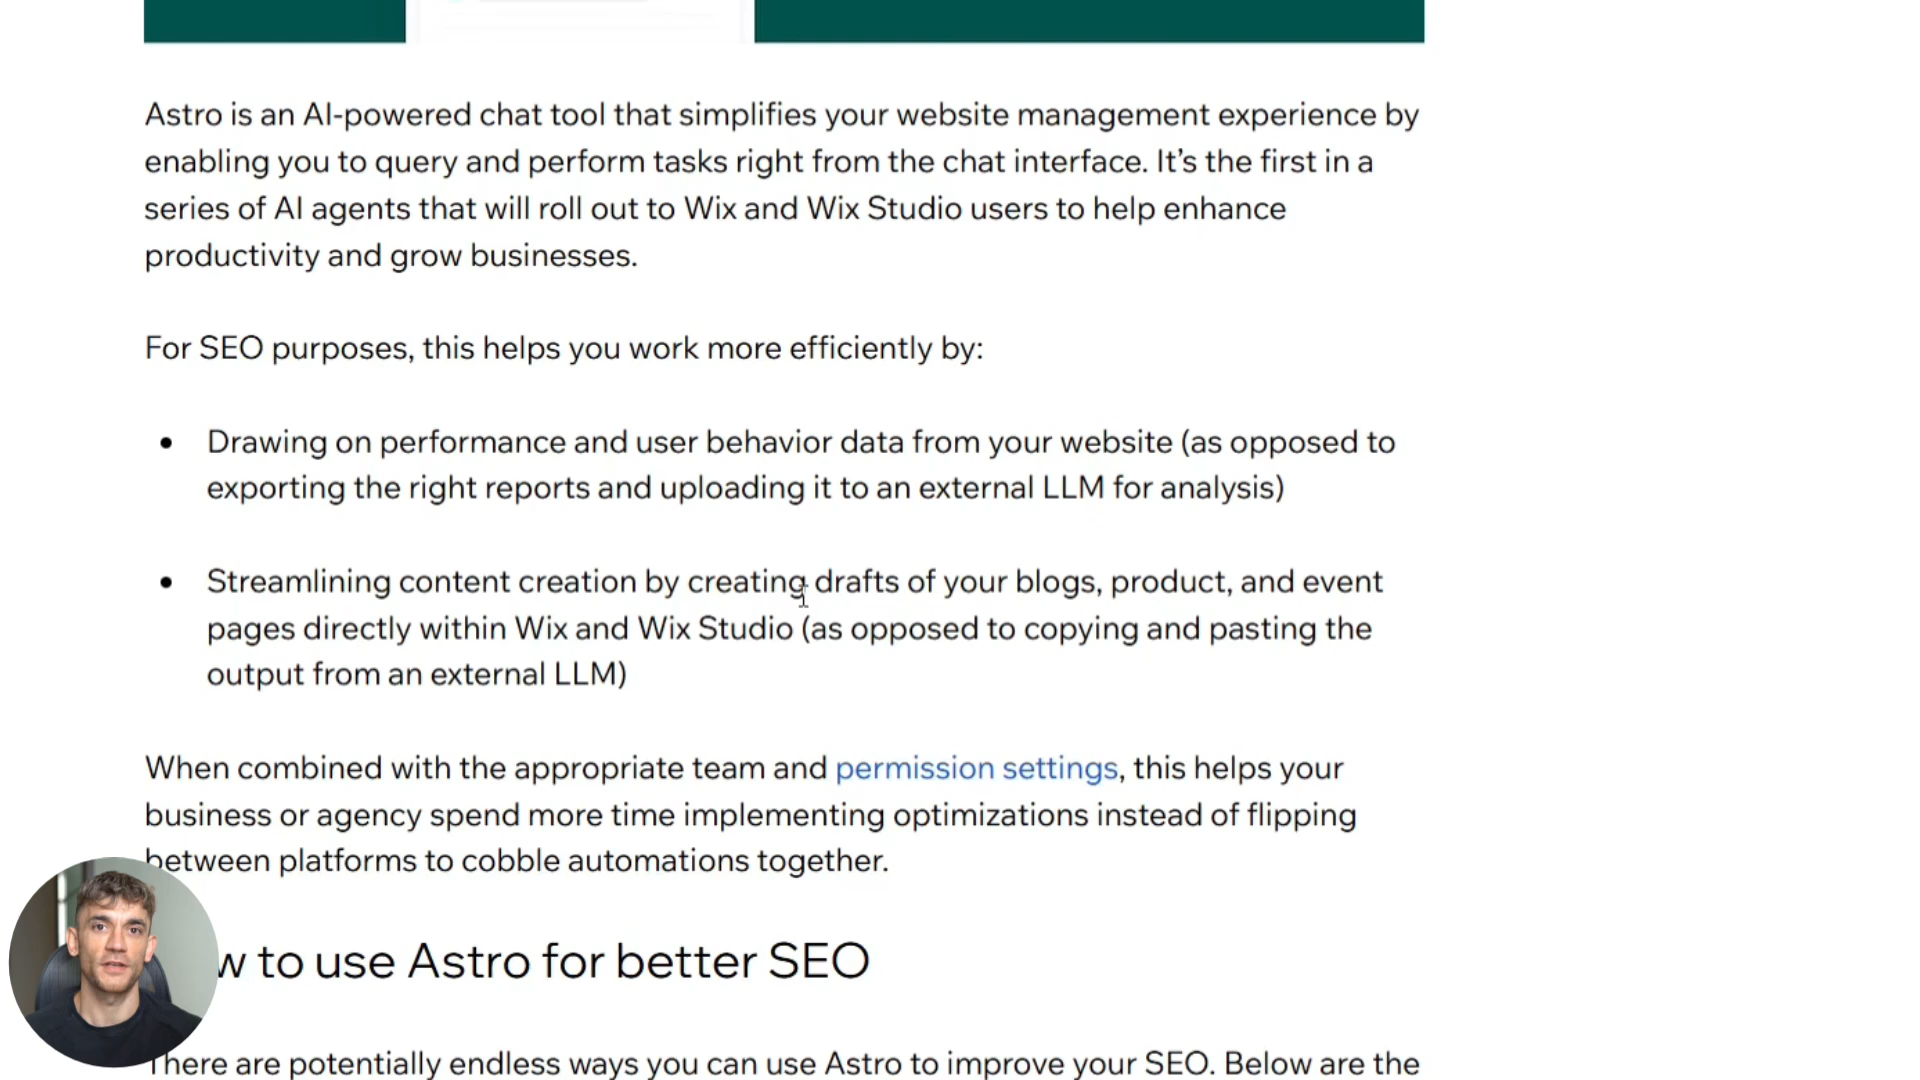 Astro is an AI-powered chat tool that simplifies your website management experience by
enabling you to query and perform tasks right from the chat interface. It’s the first in a
series of AI agents that will roll out to Wix and Wix Studio users to help enhance
productivity and grow businesses.
For SEO purposes, this helps you work more efficiently by:
• Drawing on performance and user behavior data from your website (as opposed to
exporting the right reports and uploading it to an external LLM for analysis)
• Streamlining content creation by creating drafts of your blogs, product, and event
pages directly within Wix and Wix Studio (as opposed to copying and pasting the
output from an external LLM)
When combined with the appropriate team and permission settings, this helps your
business or agency spend more time implementing optimizations instead of flipping
between platforms to cobble automations together.
w to use Astro for better SEO
There are potentially endless ways you can use Astro to improve your SEO. Below are the